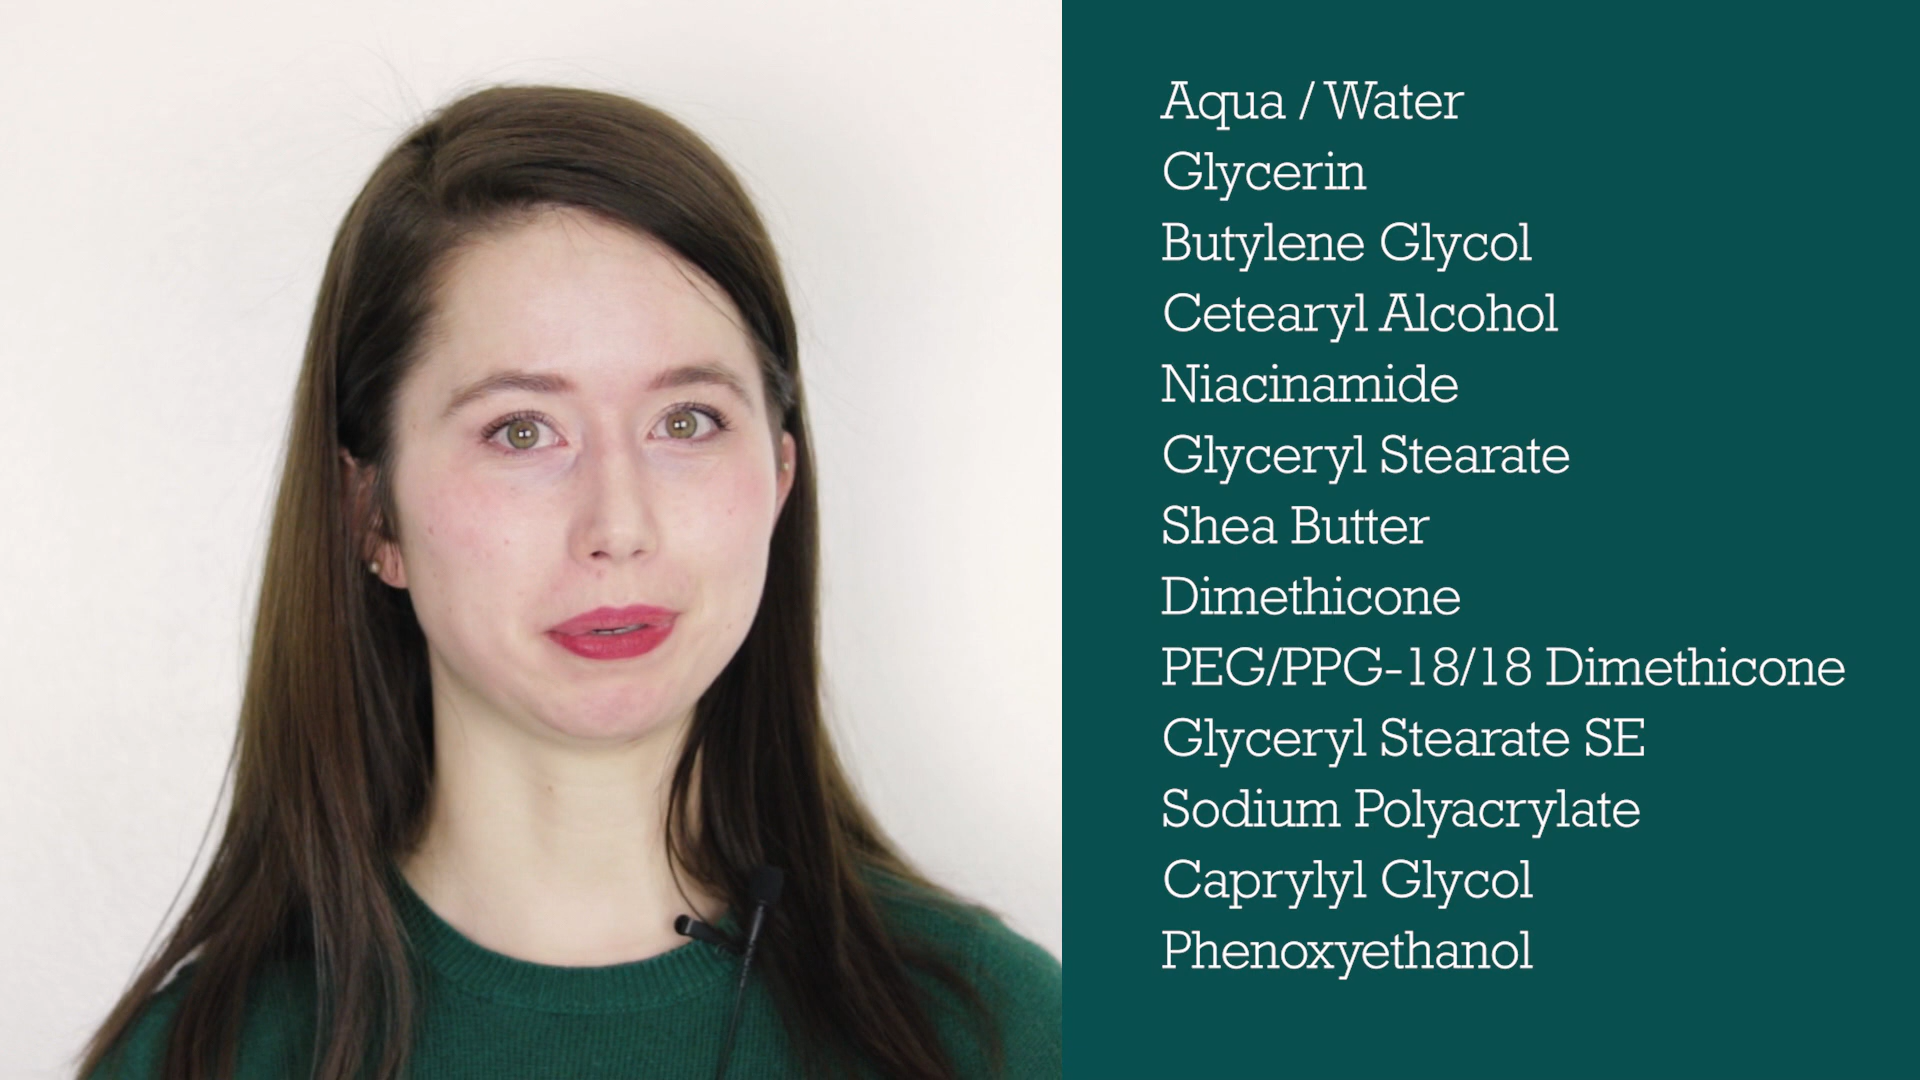 Aqua / Water
Glycerin
Butylene Glycol
Cetearyl Alcohol
Niacinamide
Glyceryl Stearate
Shea Butter
Dimethicone
PEG/PPG-18/18 Dimethicone
Glyceryl Stearate SE
Sodium Polyacrylate
Caprylyl Glycol
Phenoxyethanol